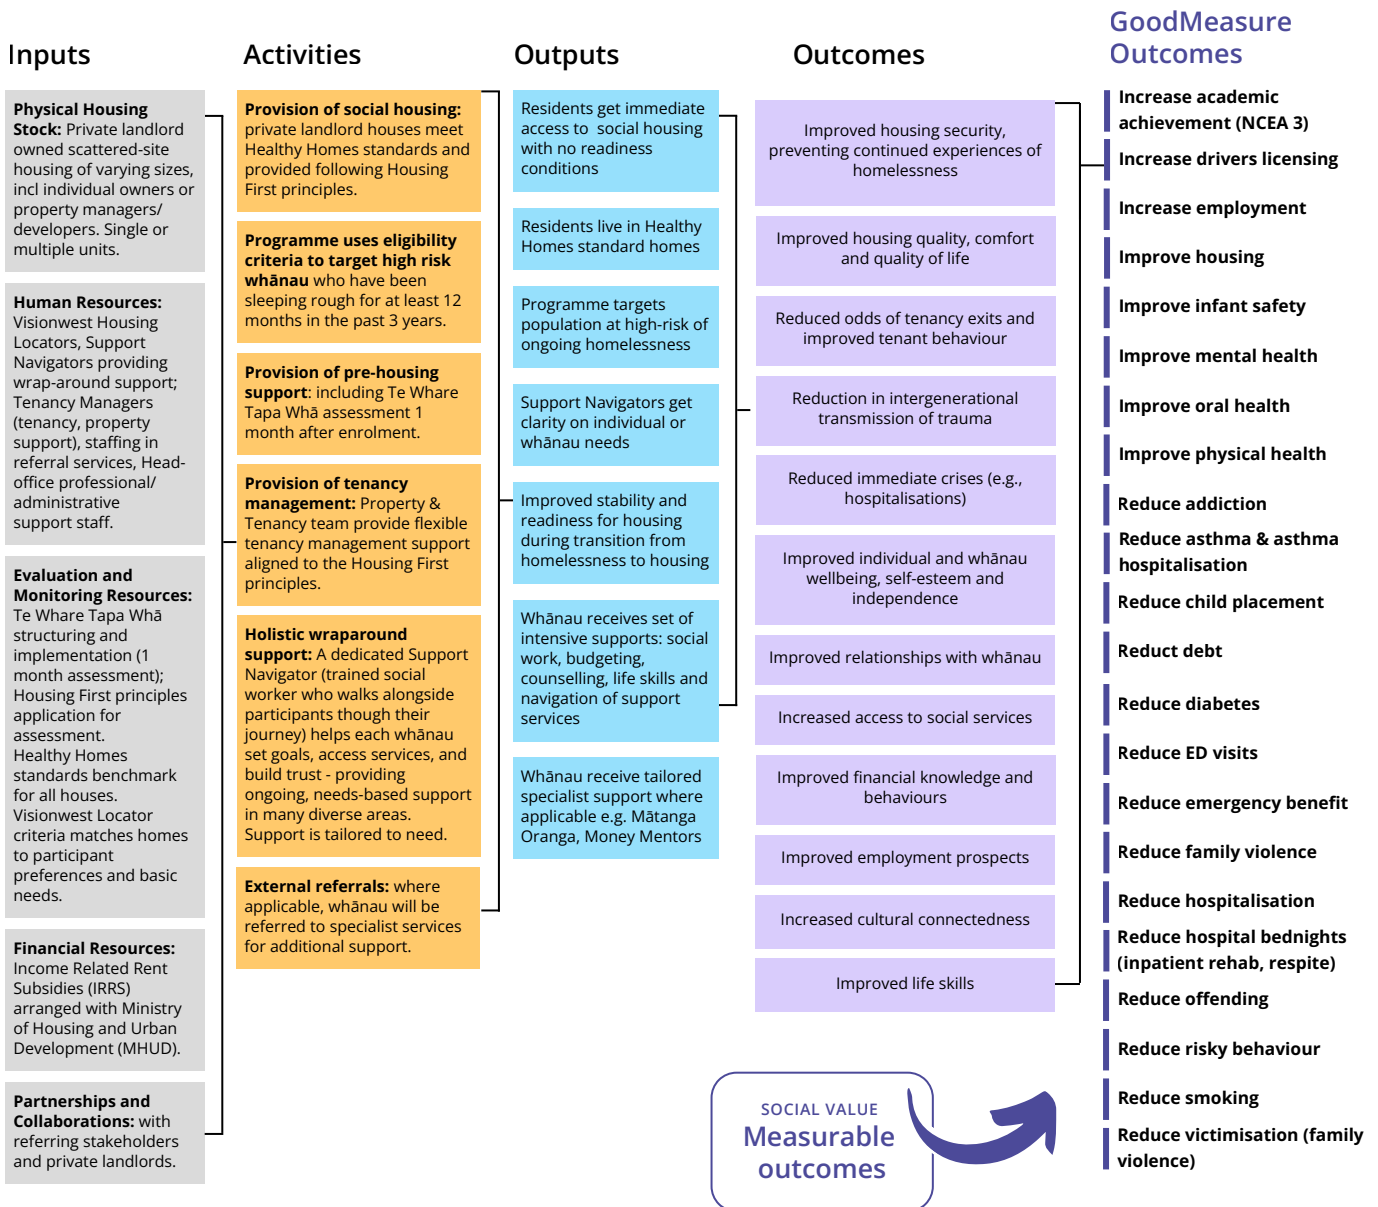 Inputs
Physical Housing
Stock: Private landlord
owned scattered-site
housing of varying sizes,
incl individual owners or
property managers/
developers. Single or
multiple units.
Human Resources:
Visionwest Housing
Locators, Support
Navigators providing
wrap-around support;
Tenancy Managers
(tenancy, property
support), staffing in
referral services, Head-
office professional/
administrative
support staff.
Evaluation and
Monitoring Resources:
Te Whare Tapa Whā
structuring and
implementation (1
month assessment);
Housing First principles
application for
assessment.
Healthy Homes
standards benchmark
for all houses.
Visionwest Locator
criteria matches homes
to participant
preferences and basic
needs.
Financial Resources:
Income Related Rent
Subsidies (IRRS)
arranged with Ministry
of Housing and Urban
Development (MHUD).
Partnerships and
Collaborations: with
referring stakeholders
and private landlords.
Activities
Provision of social housing:
private landlord houses meet
Healthy Homes standards and
provided following Housing
First principles.
Programme uses eligibility
criteria to target high risk
whānau who have been
sleeping rough for at least 12
months in the past 3 years.
Provision of pre-housing
support: including Te Whare
Tapa Whā assessment 1
month after enrolment.
Provision of tenancy
management: Property &
Tenancy team provide flexible
tenancy management support
aligned to the Housing First
principles.
Holistic wraparound
support: A dedicated Support
Navigator (trained social
worker who walks alongside
participants though their
journey) helps each whānau
set goals, access services, and
build trust - providing
ongoing, needs-based support
in many diverse areas.
Support is tailored to need.
External referrals: where
applicable, whānau will be
referred to specialist services
for additional support.
Outputs
Residents get immediate
access to social housing
with no readiness
conditions
Residents live in Healthy
Homes standard homes
Programme targets
population at high-risk of
ongoing homelessness
Support Navigators get
clarity on individual or
whānau needs
Improved stability and
readiness for housing
during transition from
homelessness to housing
Whānau receives set of
intensive supports: social
work, budgeting,
counselling, life skills and
navigation of support
services
Whānau receive tailored
specialist support where
applicable e.g. Mātanga
Oranga, Money Mentors
Outcomes
Improved housing security,
preventing continued experiences of
homelessness
Improved housing quality, comfort
and quality of life
Reduced odds of tenancy exits and
improved tenant behaviour
Reduction in intergenerational
transmission of trauma
Reduced immediate crises (e.g.,
hospitalisations)
Improved individual and whānau
wellbeing, self-esteem and
independence
Improved relationships with whānau
Increased access to social services
Improved financial knowledge and
behaviours
Improved employment prospects
Increased cultural connectedness
Improved life skills
SOCIAL VALUE
Measurable
outcomes
GoodMeasure
Outcomes
Increase academic
achievement (NCEA 3)
Increase drivers licensing
Increase employment
Improve housing
Improve infant safety
Improve mental health
Improve oral health
Improve physical health
Reduce addiction
Reduce asthma & asthma
hospitalisation
Reduce child placement
Reduct debt
Reduce diabetes
Reduce ED visits
Reduce emergency benefit
Reduce family violence
Reduce hospitalisation
Reduce hospital bednights
(inpatient rehab, respite)
Reduce offending
Reduce risky behaviour
Reduce smoking
Reduce victimisation (family
violence)